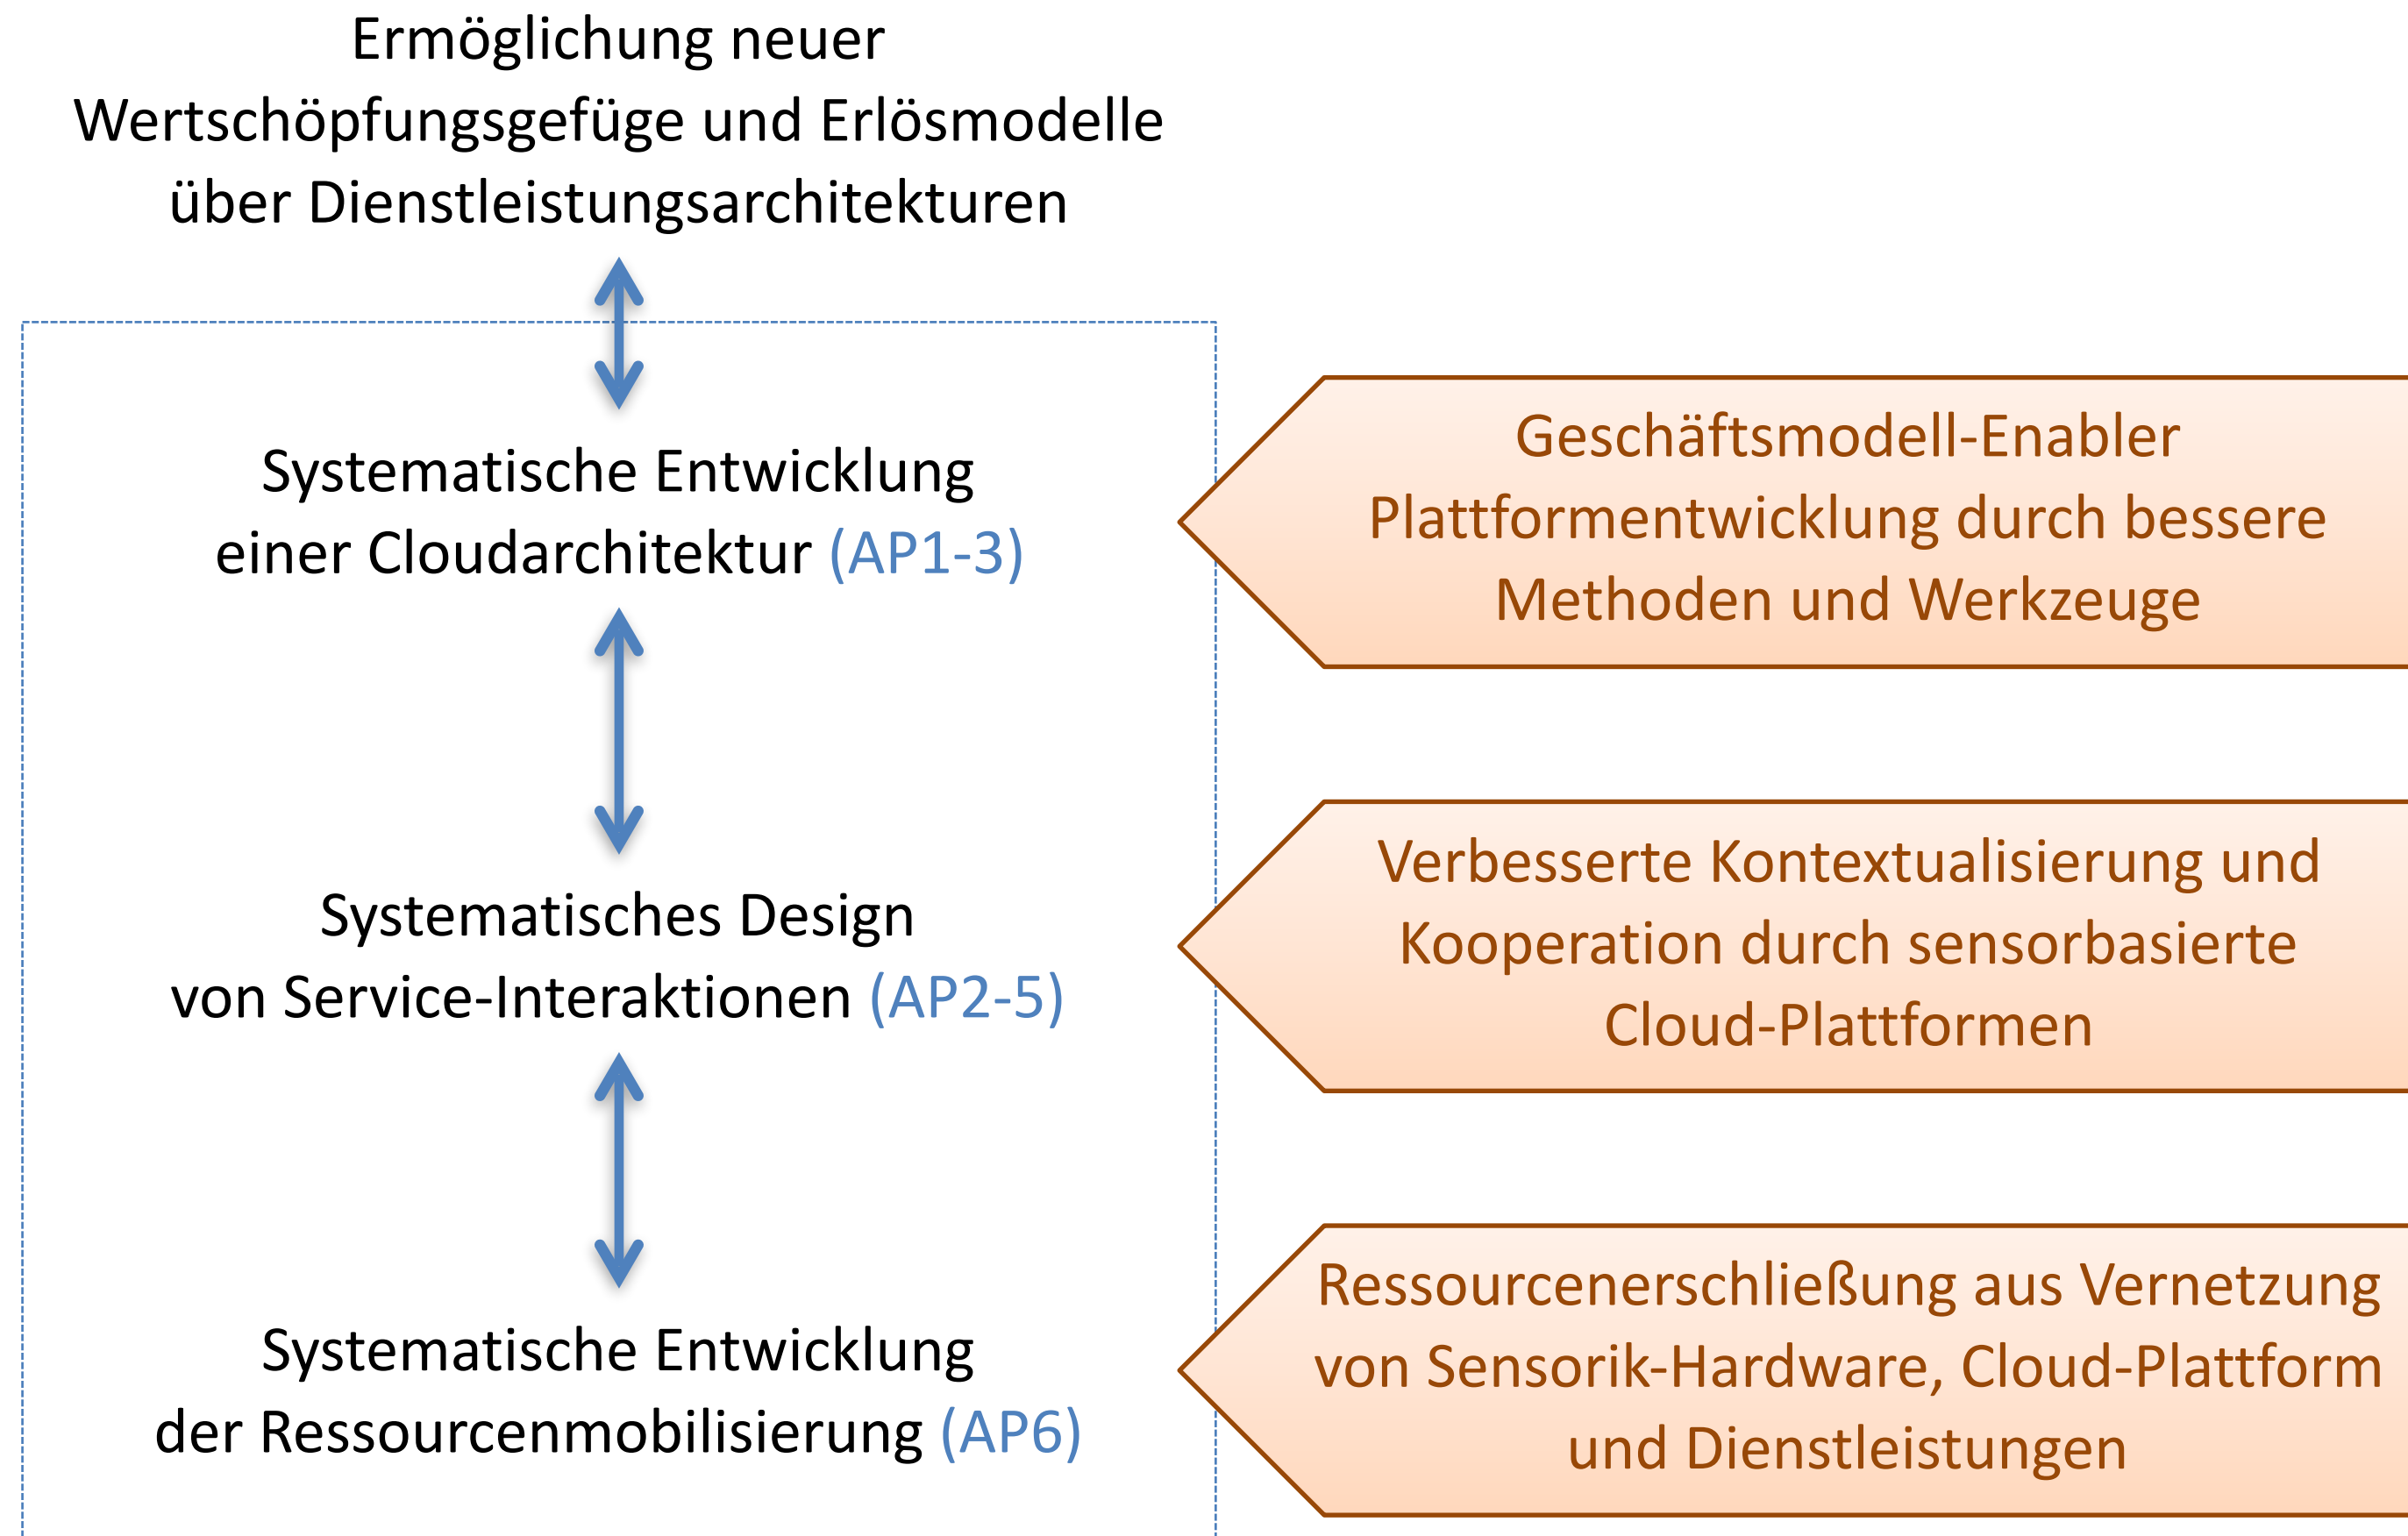 Ermöglichung neuer
Wertschöpfungsgefüge und Erlösmodelle
über Dienstleistungsarchitekturen
Systematische Entwicklung
einer Cloudarchitektur (AP1-3)
Geschäftsmodell-Enabler
Plattformentwicklung durch bessere
Methoden und Werkzeuge
Systematisches Design
von Service-Interaktionen (AP2-5)
Verbesserte Kontextualisierung und
Kooperation durch sensorbasierte
Cloud-Plattformen
Systematische Entwicklung
der Ressourcenmobilisierung (AP6)
Ressourcenerschließung aus Vernetzung
von Sensorik-Hardware, Cloud-Plattform
und Dienstleistungen